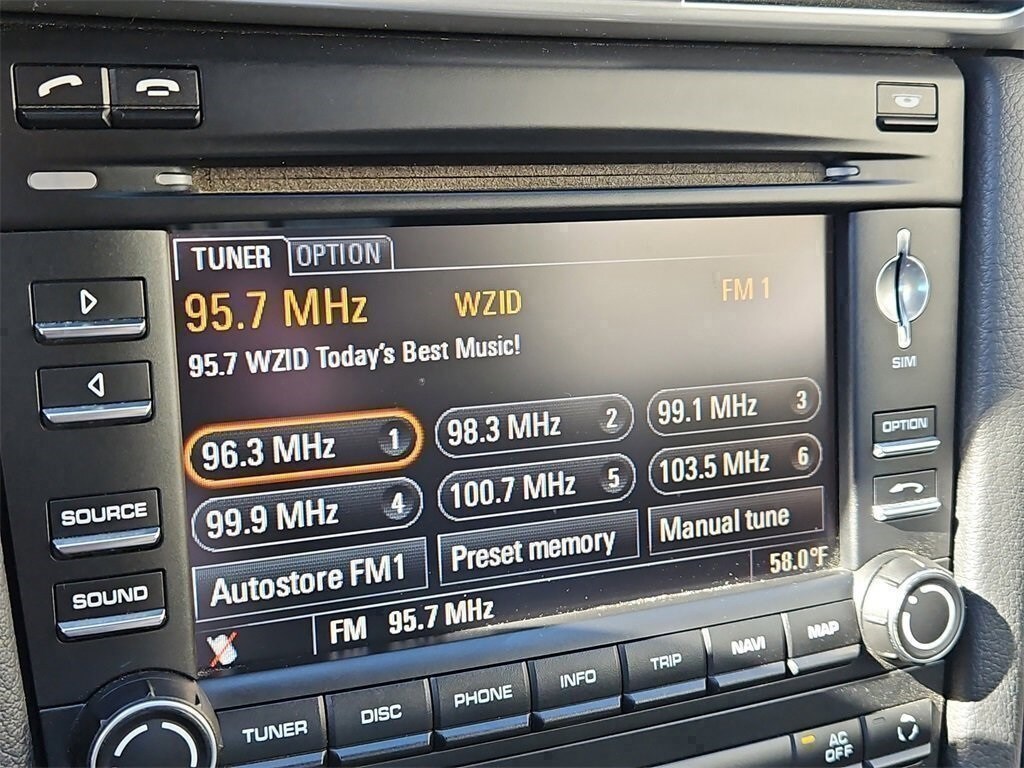 TUNER OPTION
95.7 MHz WZID FM 1
95.7 WZID Today's Best Music!
96.3 MHz 1 98.3 MHz 2 99.1 MHz 3
99.9 MHz 4 100.7 MHz 5 103.5 MHz 6
Autostore FM1 Preset memory Manual tune
FM 95.7 MHz 58.0°F
SOURCE
SOUND
SIM
OPTION
TUNER DISC PHONE INFO TRIP NAVI MAP
AC
OFF